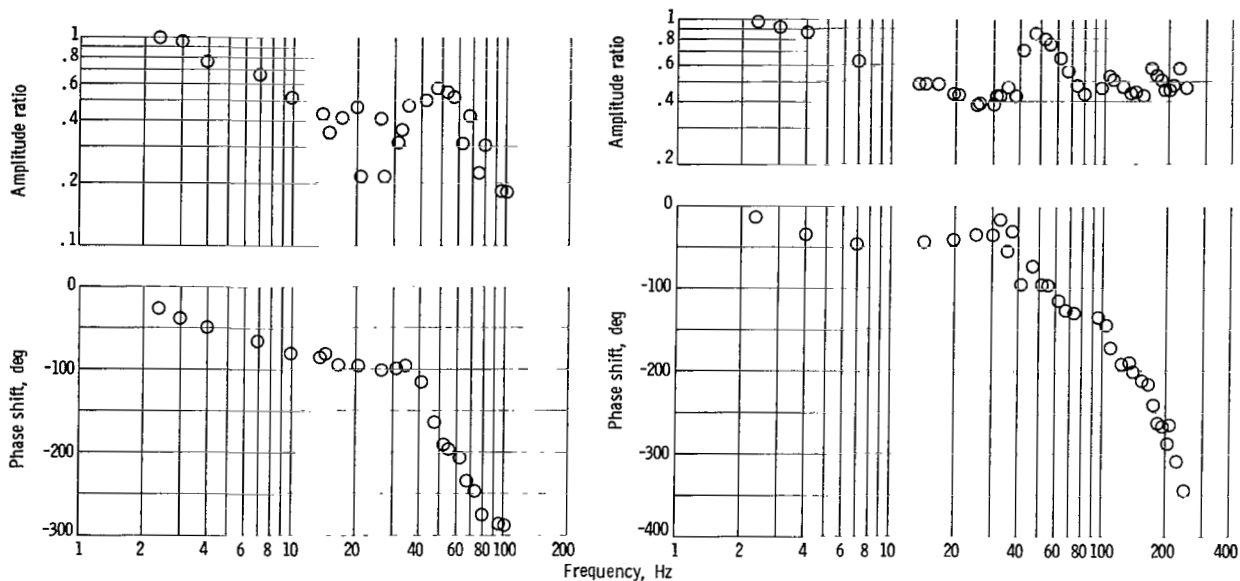 Amplitude ratio
1
.8
.6
.4
.2
.1
Phase shift, deg
0
-100
-200
-300
1 2 4 6 8 10 20 40 60 80 100 200
Amplitude ratio
1
.8
.6
.4
.2
Phase shift, deg
0
-100
-200
-300
-400
1 2 4 6 8 10 20 40 60 80 100 200 400
Frequency, Hz